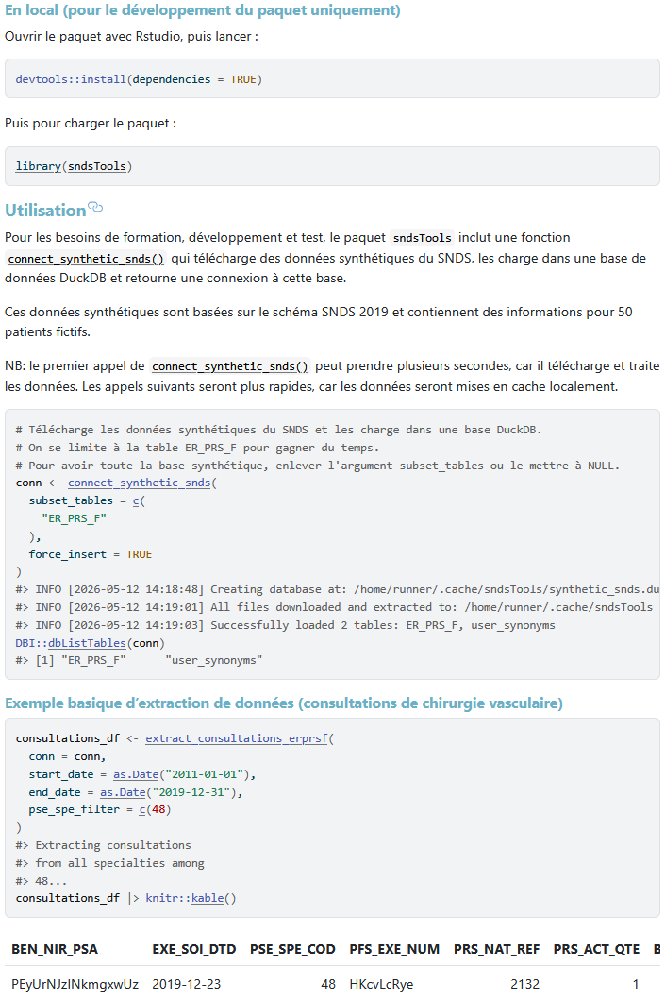 En local (pour le développement du paquet uniquement)
Ouvrir le paquet avec Rstudio, puis lancer :
devtools::install(dependencies = TRUE)
Puis pour charger le paquet :
library(sndsTools)
Utilisation
Pour les besoins de formation, développement et test, le paquet sndsTools inclut une fonction
connect_synthetic_snds() qui télécharge des données synthétiques du SNDS, les charge dans une base de
données DuckDB et retourne une connexion à cette base.
Ces données synthétiques sont basées sur le schéma SNDS 2019 et contiennent des informations pour 50
patients fictifs.
NB: le premier appel de connect_synthetic_snds() peut prendre plusieurs secondes, car il télécharge et traite
les données. Les appels suivants seront plus rapides, car les données seront mises en cache localement.
# Télécharge les données synthétiques du SNDS et les charge dans une base DuckDB.
# On se limite à la table ER_PRS_F pour gagner du temps.
# Pour avoir toute la base synthétique, enlever l'argument subset_tables ou le mettre à NULL.
conn <- connect_synthetic_snds(
  subset_tables = c(
    "ER_PRS_F"
  ),
  force_insert = TRUE
)
#> INFO [2026-05-12 14:18:48] Creating database at: /home/runner/.cache/sndsTools/synthetic_snds.du
#> INFO [2026-05-12 14:19:01] All files downloaded and extracted to: /home/runner/.cache/sndsTools
#> INFO [2026-05-12 14:19:03] Successfully loaded 2 tables: ER_PRS_F, user_synonyms
DBI::dbListTables(conn)
#> [1] "ER_PRS_F"      "user_synonyms"
Exemple basique d'extraction de données (consultations de chirurgie vasculaire)
consultations_df <- extract_consultations_erprsf(
  conn = conn,
  start_date = as.Date("2011-01-01"),
  end_date = as.Date("2019-12-31"),
  pse_spe_filter = c(48)
)
#> Extracting consultations
#> from all specialties among
#> 48...
consultations_df |> knitr::kable()
BEN_NIR_PSA EXE_SOI_DTD PSE_SPE_COD PFS_EXE_NUM PRS_NAT_REF PRS_ACT_QTE B
PEyUrNJzINkmgxwUz 2019-12-23 48 HKcvLcRye 2132 1